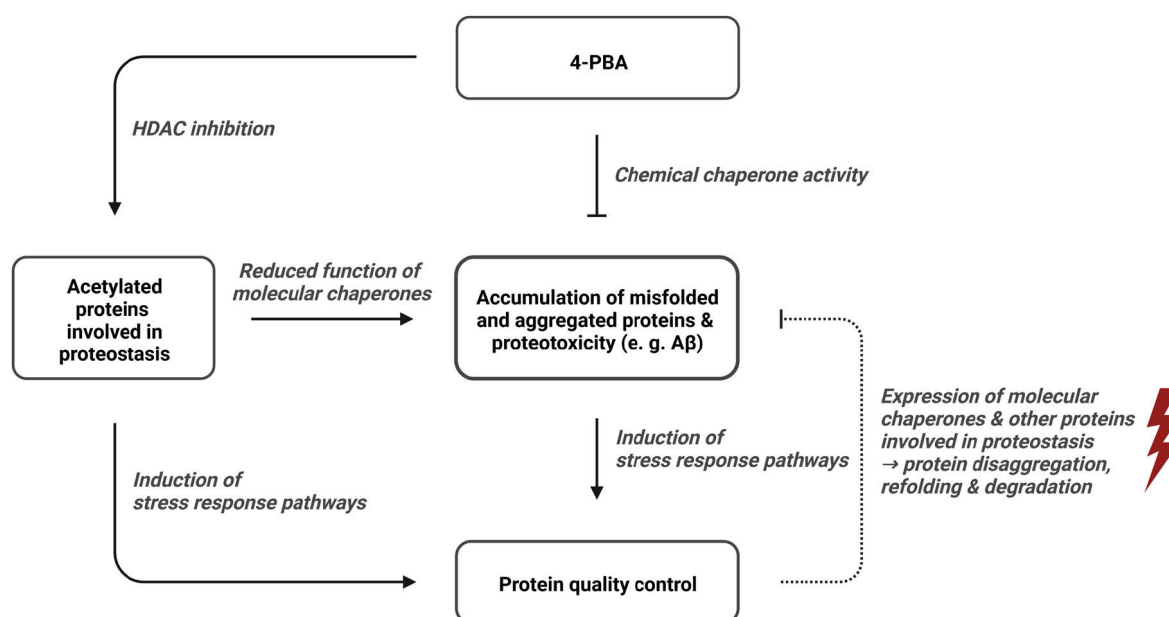 4-PBA
HDAC inhibition
Chemical chaperone activity
Acetylated
proteins
involved in
proteostasis
Reduced function of
molecular chaperones
Accumulation of misfolded
and aggregated proteins &
proteotoxicity (e. g. Aβ)
Expression of molecular
chaperones & other proteins
involved in proteostasis
→ protein disaggregation,
refolding & degradation
Induction of
stress response pathways
Induction of
stress response pathways
Protein quality control